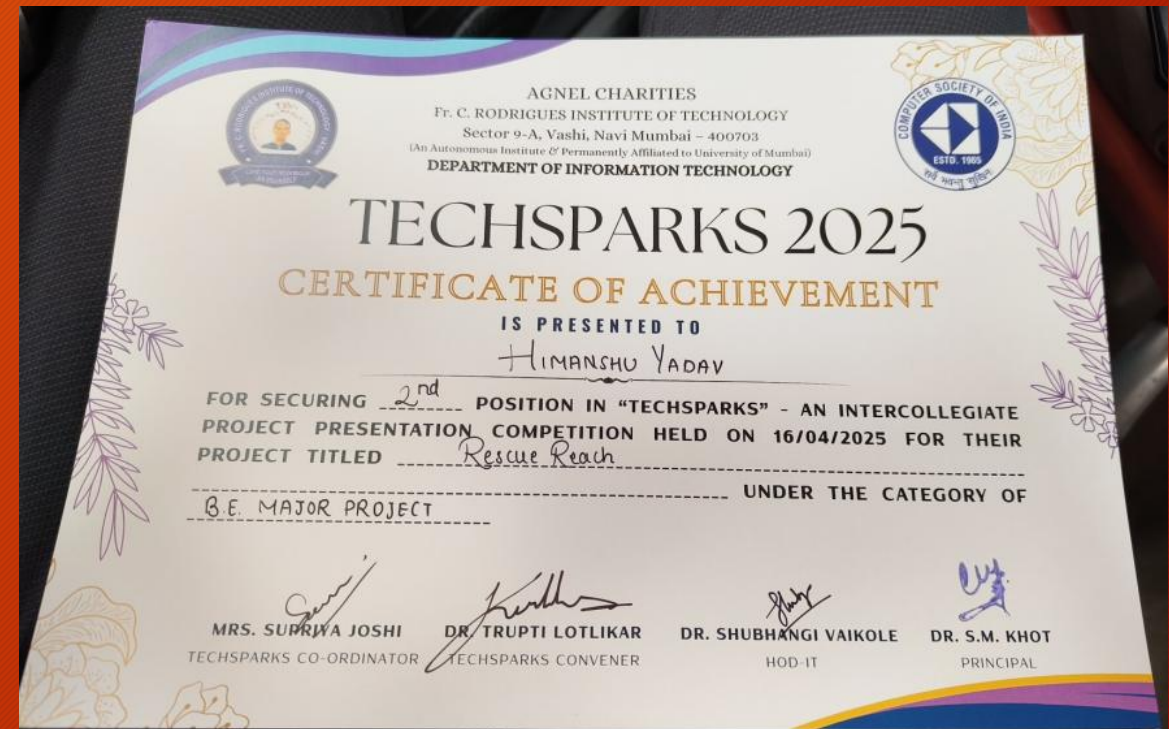 AGNEL CHARITIES
Fr. C. RODRIGUES INSTITUTE OF TECHNOLOGY
Sector 9-A, Vashi, Navi Mumbai – 400703
(An Autonomous Institute & Permanently Affiliated to University of Mumbai)
DEPARTMENT OF INFORMATION TECHNOLOGY
COMPUTER SOCIETY OF INDIA
ESTD. 1965
TECHSPARKS 2025
CERTIFICATE OF ACHIEVEMENT
IS PRESENTED TO
HIMANSHU YADAV
FOR SECURING 2nd POSITION IN “TECHSPARKS” - AN INTERCOLLEGIATE
PROJECT PRESENTATION COMPETITION HELD ON 16/04/2025 FOR THEIR
PROJECT TITLED Rescue Reach
UNDER THE CATEGORY OF
B.E. MAJOR PROJECT
MRS. SUPRIYA JOSHI DR. TRUPTI LOTLIKAR DR. SHUBHANGI VAIKOLE DR. S.M. KHOT
TECHSPARKS CO-ORDINATOR TECHSPARKS CONVENER HOD-IT PRINCIPAL